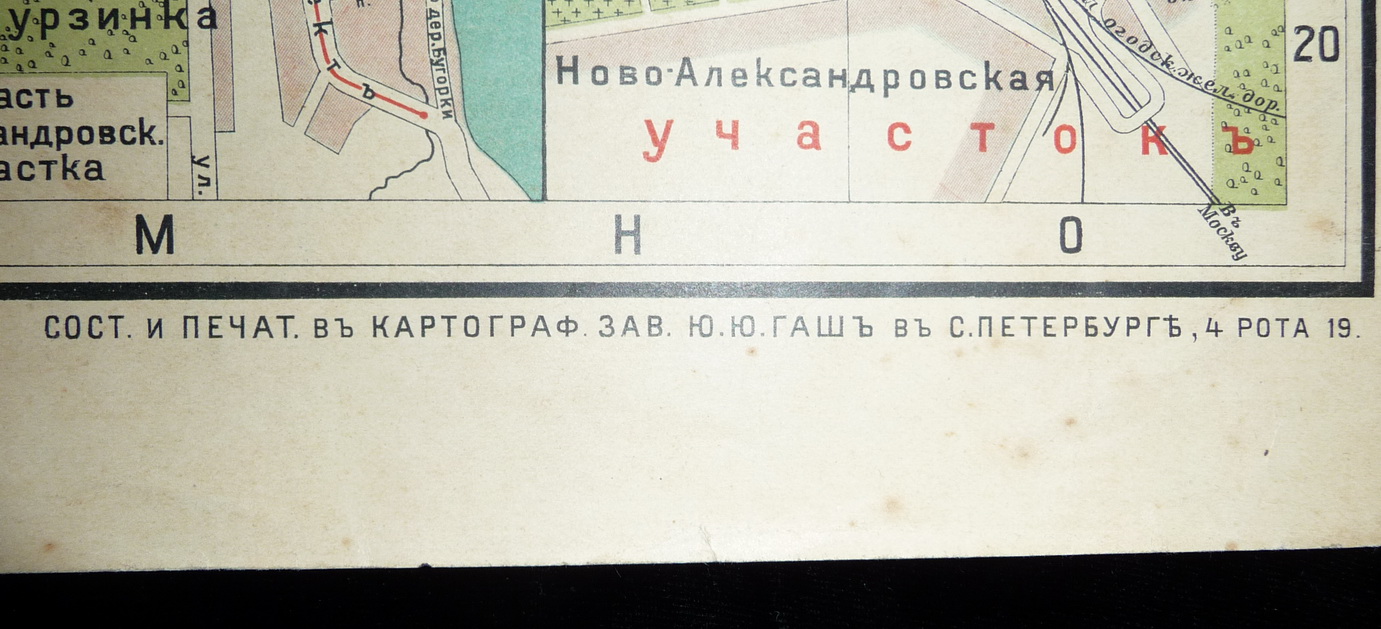 урзинка
дер. Бугорки
20
огодск. жел. дор.
Ново-Александровская
участокъ
асть
андровск.
астка
ул.
М Н О
Въ
Москву
СОСТ. И ПЕЧАТ. ВЪ КАРТОГРАФ. ЗАВ. Ю.Ю.ГАШЪ ВЪ С.ПЕТЕРБУРГѢ, 4 РОТА 19.